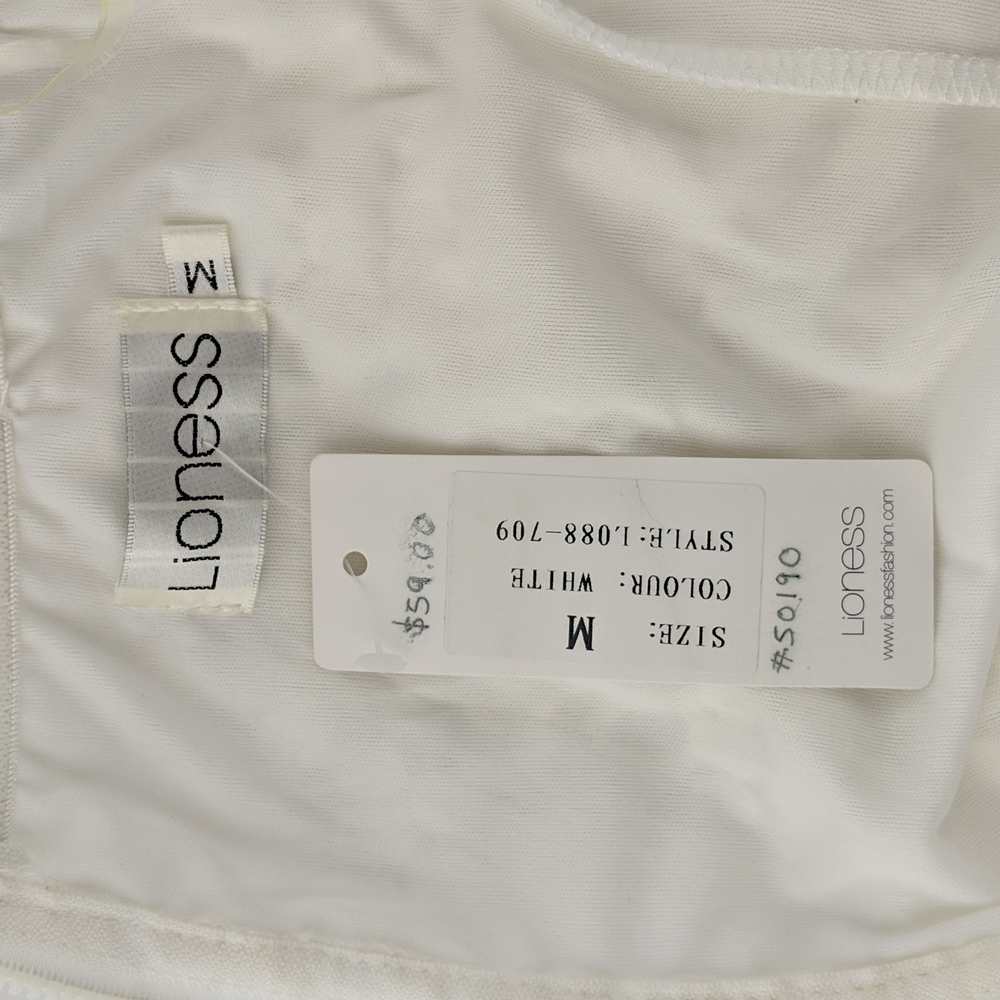 Lioness
M
$59.00
STYLE:L088-709
COLOUR: WHITE
SIZE: M
#50190
Lioness
www.lionessfashion.com